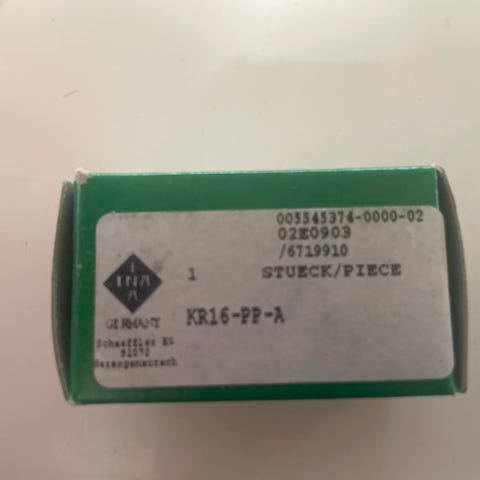 005545374-0000-02
02E0903
/6719910
1 STUECK/PIECE
I
INA
A
GERMANY
KR16-PP-A
Schaeffler KG
91072
Herzogenaurach